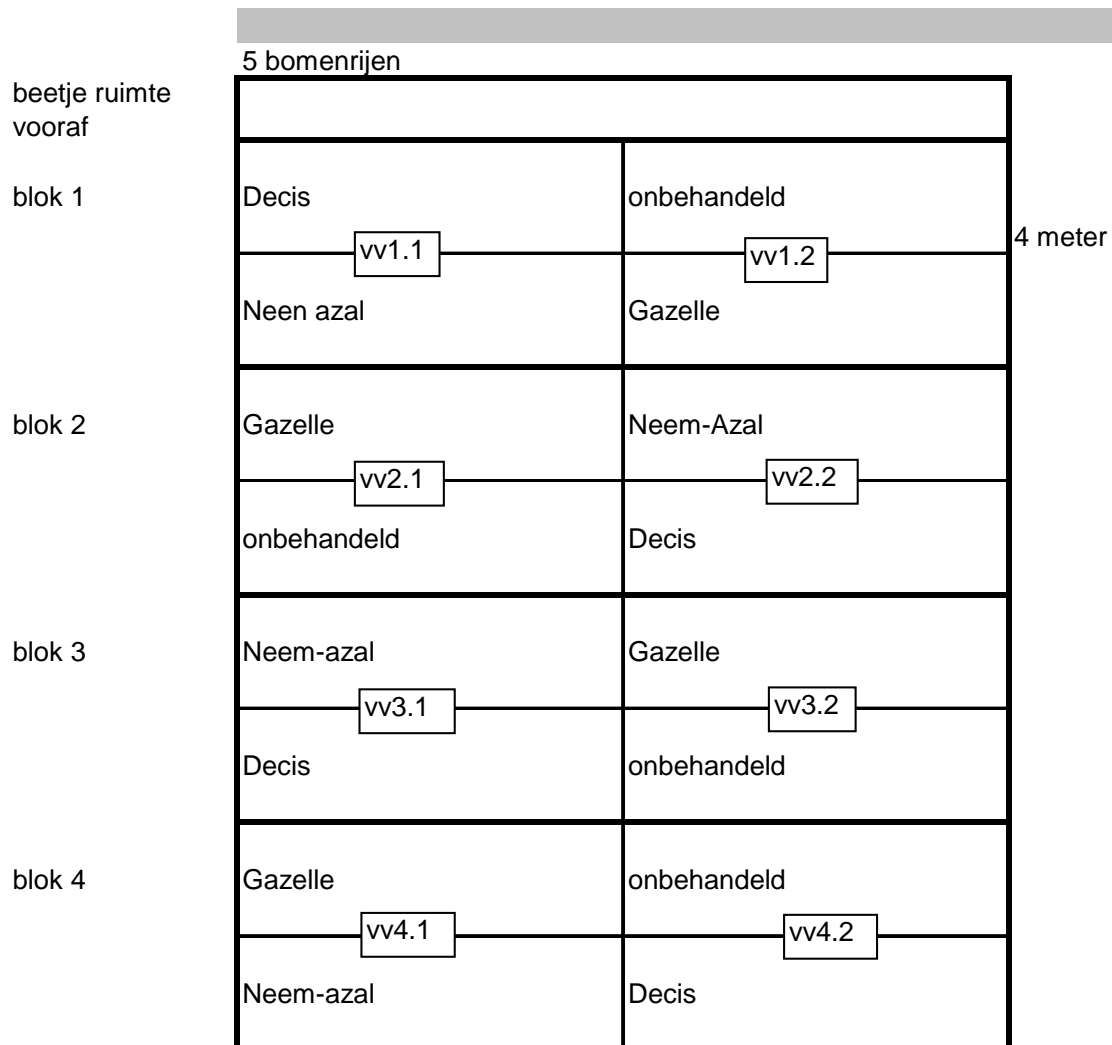 5 bomenrijen
beetje ruimte
vooraf
blok 1
Decis
onbehandeld
4 meter
vv1.1
vv1.2
Neen azal
Gazelle
blok 2
Gazelle
Neem-Azal
vv2.1
vv2.2
onbehandeld
Decis
blok 3
Neem-azal
Gazelle
vv3.1
vv3.2
Decis
onbehandeld
blok 4
Gazelle
onbehandeld
vv4.1
vv4.2
Neem-azal
Decis